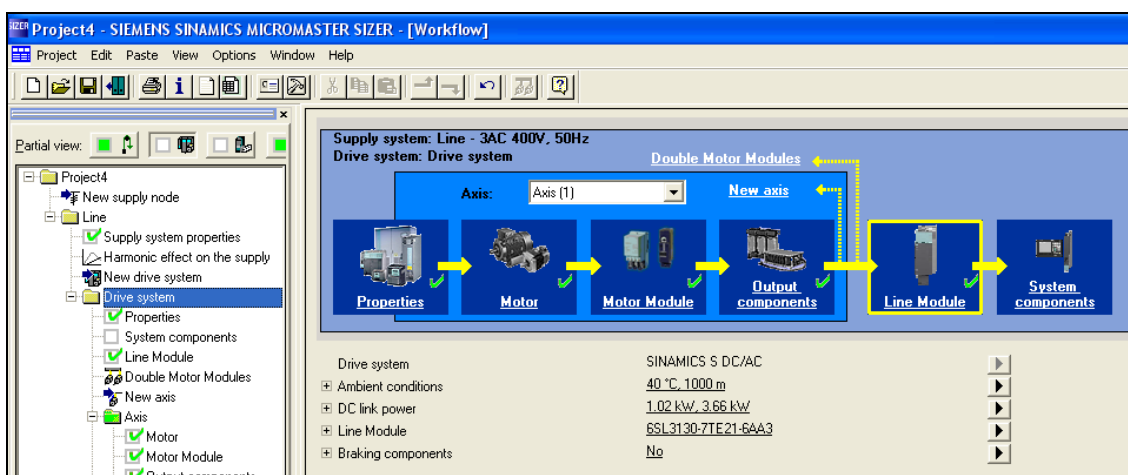 SIZER Project4 - SIEMENS SINAMICS MICROMASTER SIZER - [Workflow]
Project Edit Paste View Options Window Help
Partial view:
Project4
New supply node
Line
Supply system properties
Harmonic effect on the supply
New drive system
Drive system
Properties
System components
Line Module
Double Motor Modules
New axis
Axis
Motor
Motor Module
Output components
Supply system: Line - 3AC 400V, 50Hz
Drive system: Drive system
Double Motor Modules
Axis: Axis (1) New axis
Properties
Motor
Motor Module
Output
components
Line Module
System
components
Drive system SINAMICS S DC/AC
Ambient conditions 40 °C, 1000 m
DC link power 1.02 kW, 3.66 kW
Line Module 6SL3130-7TE21-6AA3
Braking components No